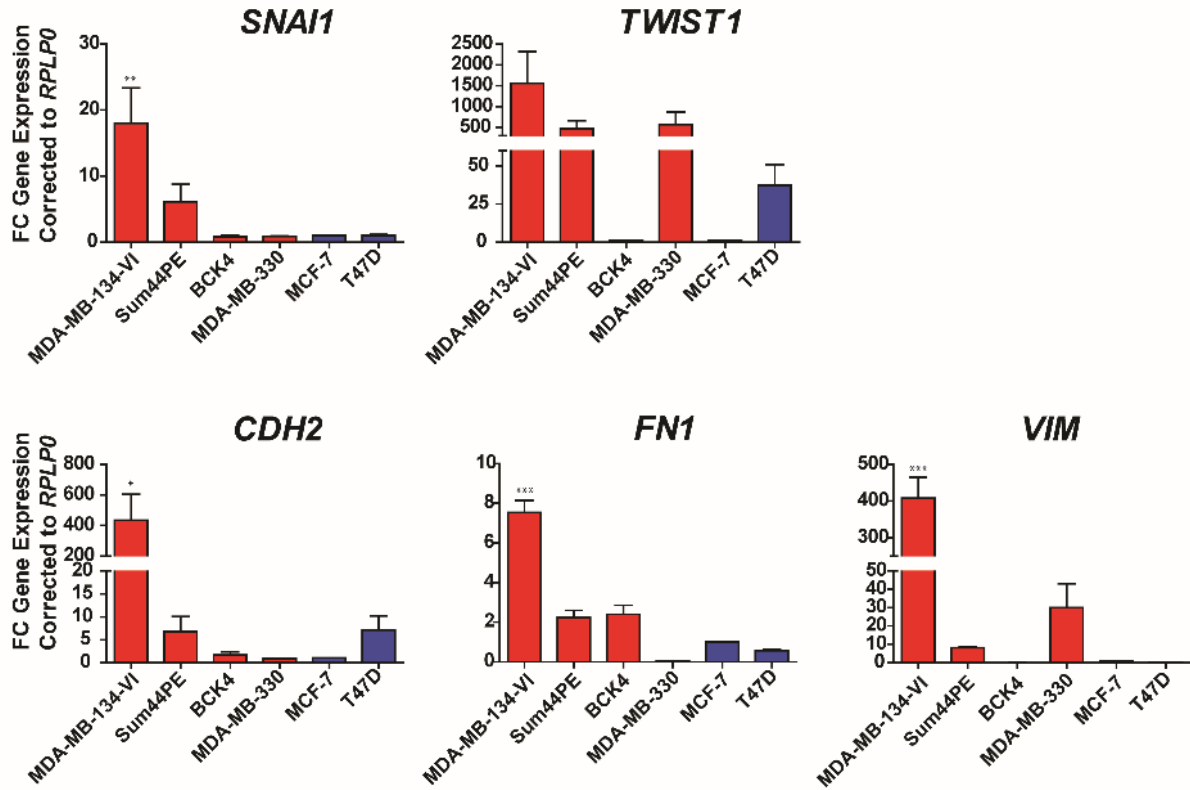 SNAI1
FC Gene Expression
Corrected to RPLP0
30
20
10
0
**
MDA-MB-134-VI
Sum44PE
BCK4
MDA-MB-330
MCF-7
T47D
TWIST1
2500
2000
1500
1000
500
50
25
0
MDA-MB-134-VI
Sum44PE
BCK4
MDA-MB-330
MCF-7
T47D
CDH2
FC Gene Expression
Corrected to RPLP0
800
600
400
200
20
15
10
5
0
*
MDA-MB-134-VI
Sum44PE
BCK4
MDA-MB-330
MCF-7
T47D
FN1
10
8
6
4
2
0
***
MDA-MB-134-VI
Sum44PE
BCK4
MDA-MB-330
MCF-7
T47D
VIM
500
400
300
50
40
30
20
10
0
***
MDA-MB-134-VI
Sum44PE
BCK4
MDA-MB-330
MCF-7
T47D